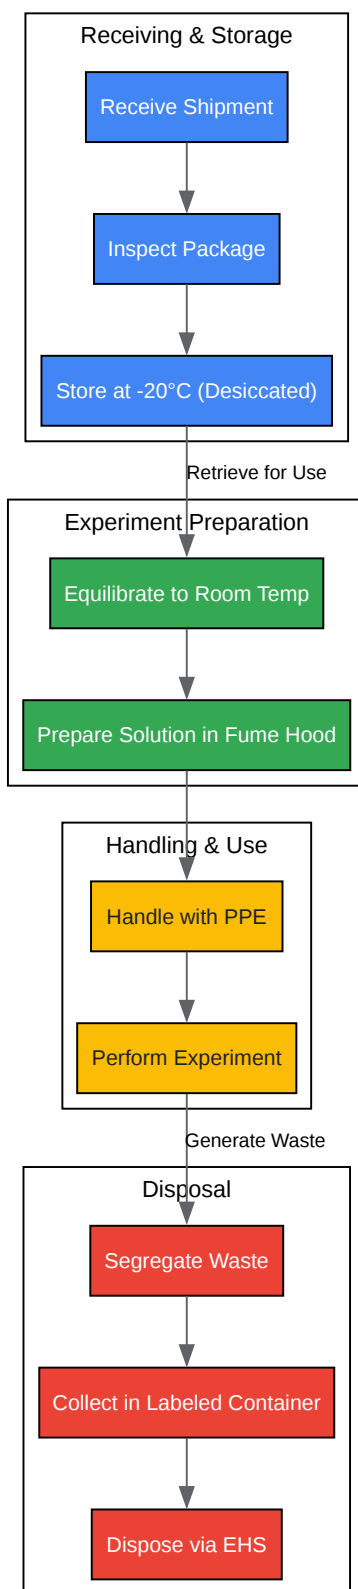 Receiving & Storage
Receive Shipment
Inspect Package
Store at -20°C (Desiccated)
Retrieve for Use
Experiment Preparation
Equilibrate to Room Temp
Prepare Solution in Fume Hood
Handling & Use
Handle with PPE
Perform Experiment
Generate Waste
Disposal
Segregate Waste
Collect in Labeled Container
Dispose via EHS